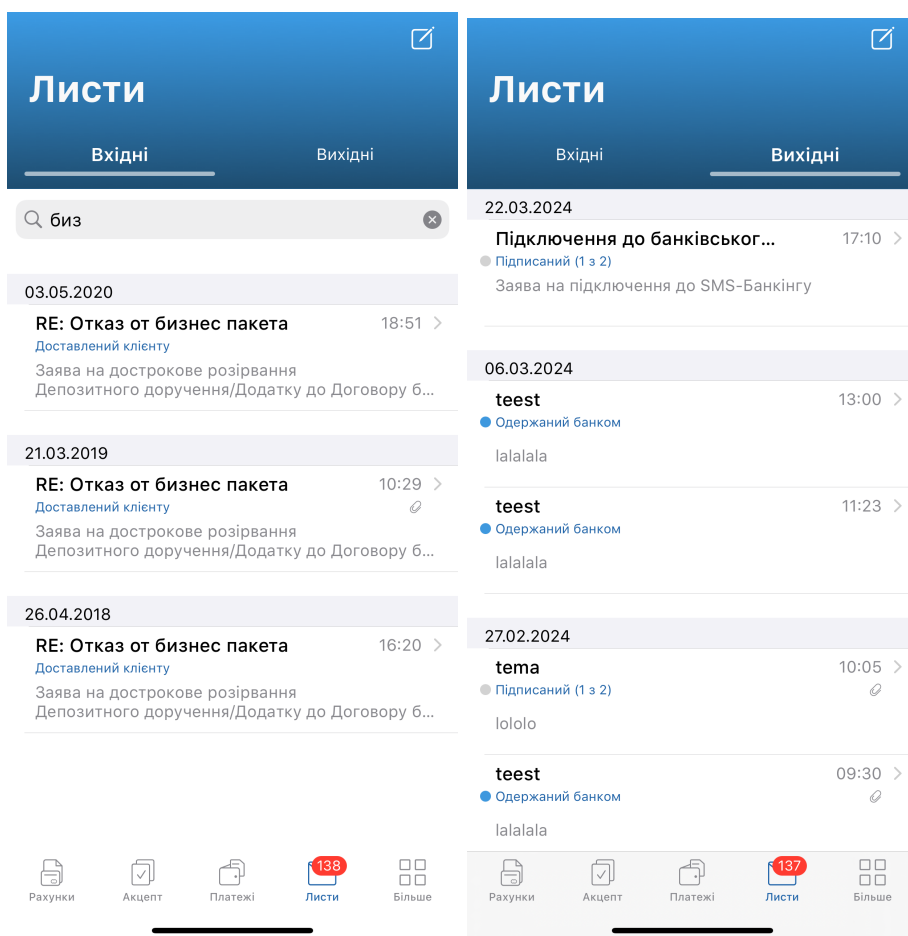 Листи
Вхідні
Вихідні
биз
03.05.2020
RE: Отказ от бизнес пакета
18:51
Доставлений клієнту
Заява на дострокове розірвання
Депозитного доручення/Додатку до Договору б...
21.03.2019
RE: Отказ от бизнес пакета
10:29
Доставлений клієнту
Заява на дострокове розірвання
Депозитного доручення/Додатку до Договору б...
26.04.2018
RE: Отказ от бизнес пакета
16:20
Доставлений клієнту
Заява на дострокове розірвання
Депозитного доручення/Додатку до Договору б...
138
Рахунки
Акцепт
Платежі
Листи
Більше
Листи
Вхідні
Вихідні
22.03.2024
Підключення до банківськог...
17:10
Підписаний (1 з 2)
Заява на підключення до SMS-Банкінгу
06.03.2024
teest
13:00
Одержаний банком
lalalala
teest
11:23
Одержаний банком
lalalala
27.02.2024
tema
10:05
Підписаний (1 з 2)
lololo
teest
09:30
Одержаний банком
lalalala
137
Рахунки
Акцепт
Платежі
Листи
Більше